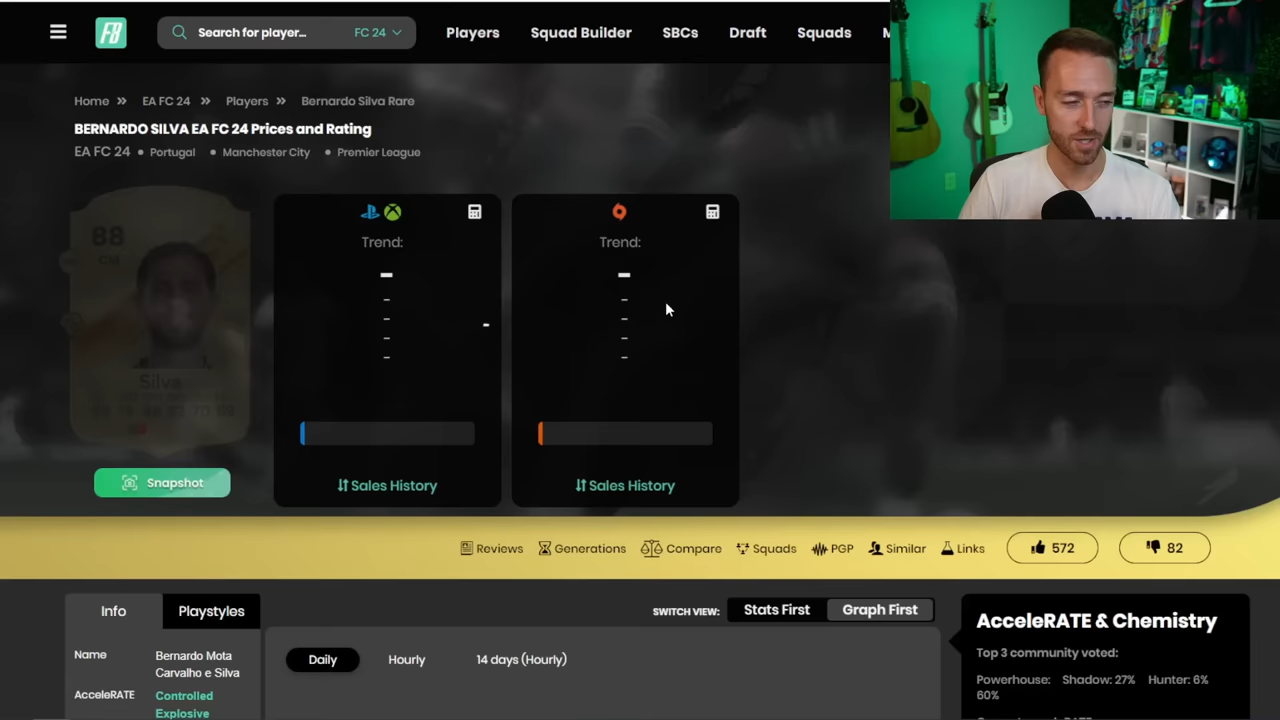 FB
Search for player...
FC 24
Players
Squad Builder
SBCs
Draft
Squads
M
Home >> EA FC 24 >> Players >> Bernardo Silva Rare
BERNARDO SILVA EA FC 24 Prices and Rating
EA FC 24 • Portugal • Manchester City • Premier League
88
CM
Silva
Snapshot
Trend:
Sales History
Trend:
Sales History
Reviews
Generations
Compare
Squads
PGP
Similar
Links
572
82
Info
Playstyles
SWITCH VIEW:
Stats First
Graph First
Name
Bernardo Mota
Carvalho e Silva
AcceleRATE
Controlled
Explosive
Daily
Hourly
14 days (Hourly)
AcceleRATE & Chemistry
Top 3 community voted:
Powerhouse: Shadow: 27% Hunter: 6%
60%